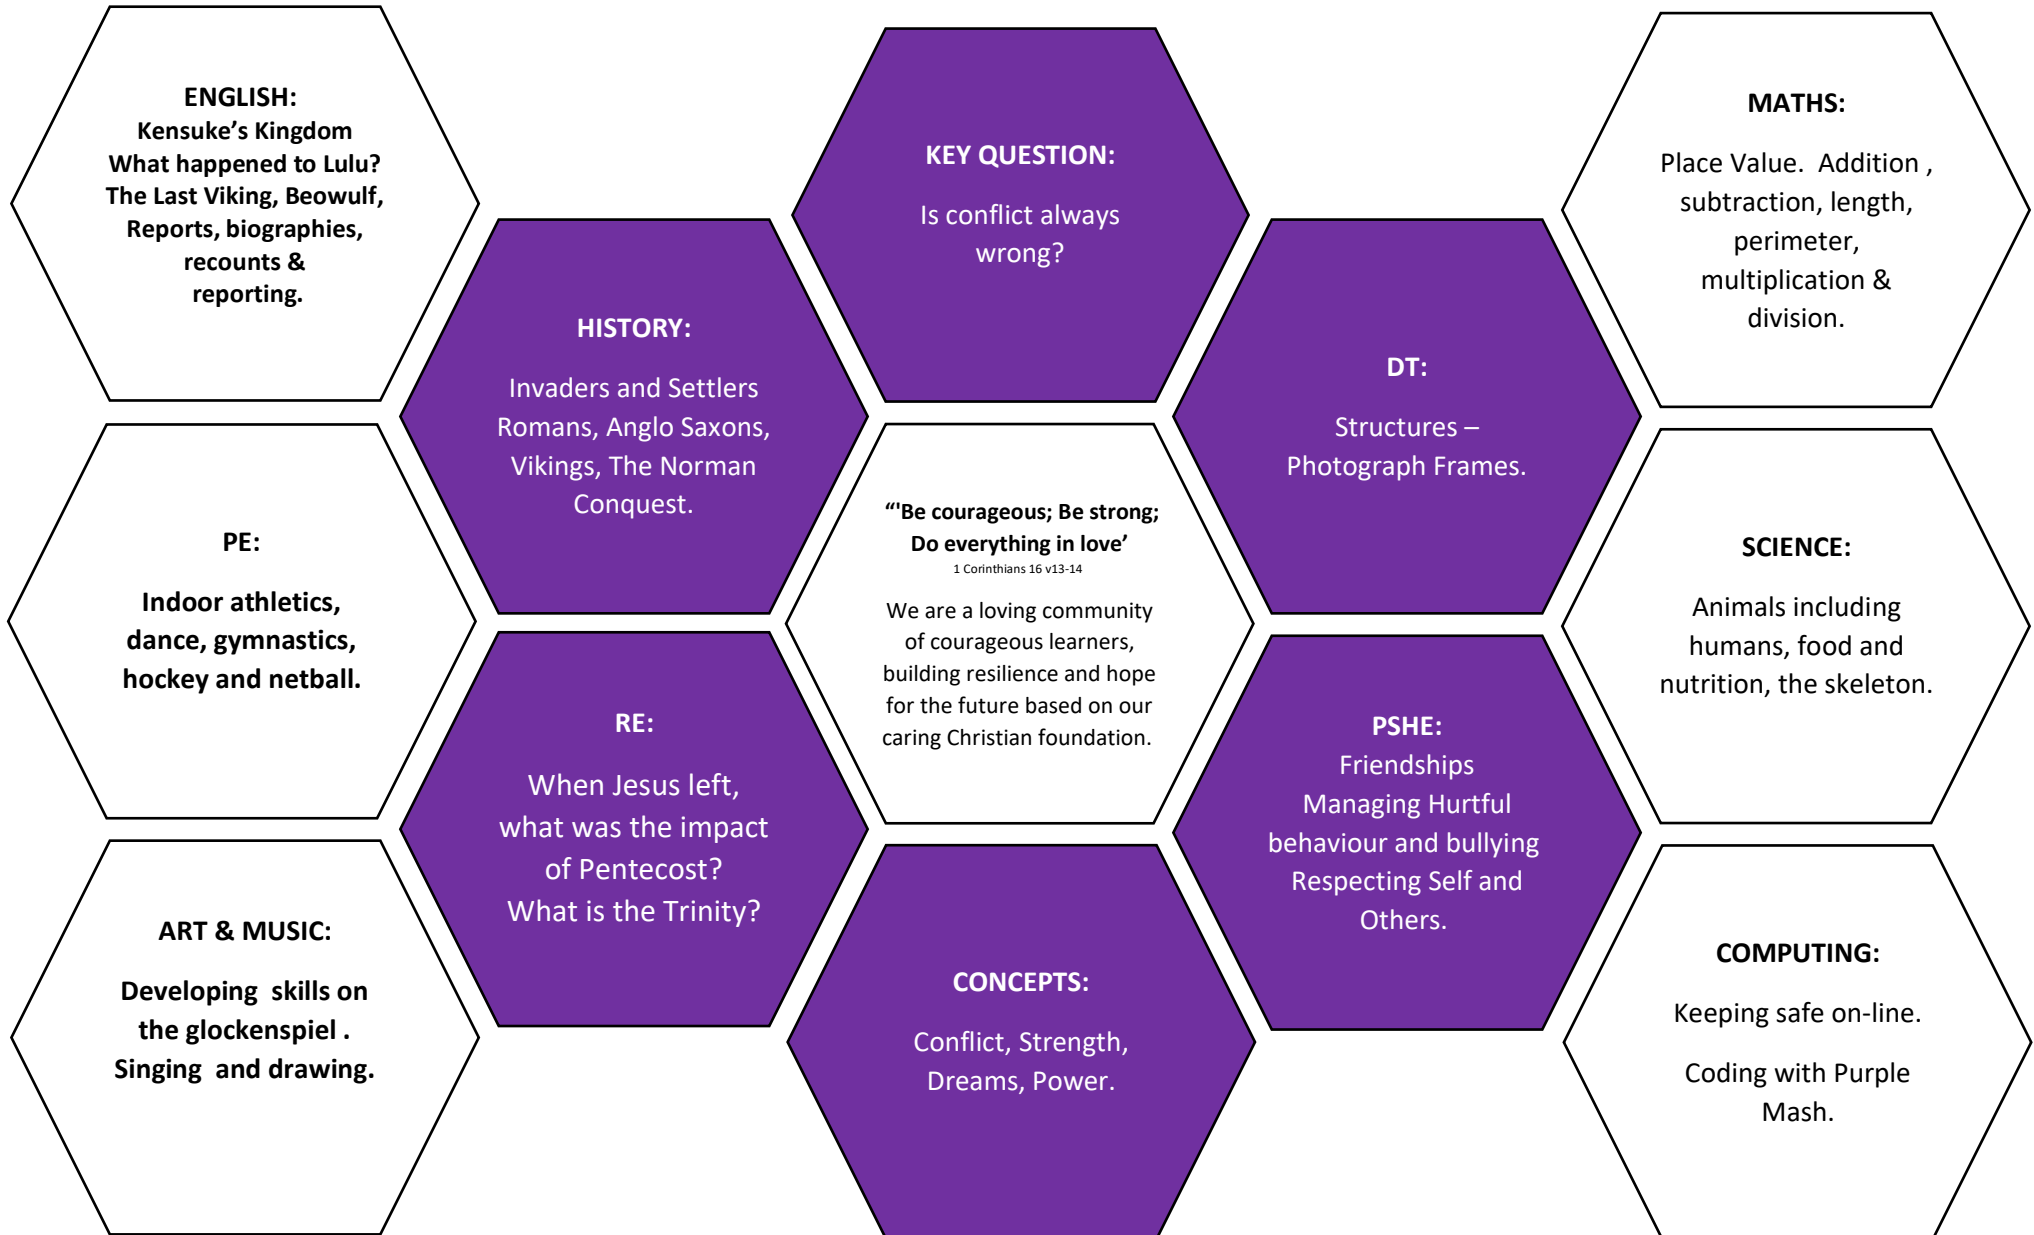 ENGLISH:
Kensuke's Kingdom
What happened to Lulu?
The Last Viking, Beowulf,
Reports, biographies,
recounts &
reporting.
PE:
Indoor athletics,
dance, gymnastics,
hockey and netball.
ART & MUSIC:
Developing  skills on
the glockenspiel .
Singing  and drawing.
HISTORY:
Invaders and Settlers
Romans, Anglo Saxons,
Vikings, The Norman
Conquest.
RE:
When Jesus left,
what was the impact
of Pentecost?
What is the Trinity?
KEY QUESTION:
Is conflict always
wrong?
“'Be courageous; Be strong;
Do everything in love’
1 Corinthians 16 v13-14
We are a loving community
of courageous learners,
building resilience and hope
for the future based on our
caring Christian foundation.
CONCEPTS:
Conflict, Strength,
Dreams, Power.
DT:
Structures –
Photograph Frames.
PSHE:
Friendships
Managing Hurtful
behaviour and bullying
Respecting Self and
Others.
MATHS:
Place Value.  Addition ,
subtraction, length,
perimeter,
multiplication &
division.
SCIENCE:
Animals including
humans, food and
nutrition, the skeleton.
COMPUTING:
Keeping safe on-line.
Coding with Purple
Mash.